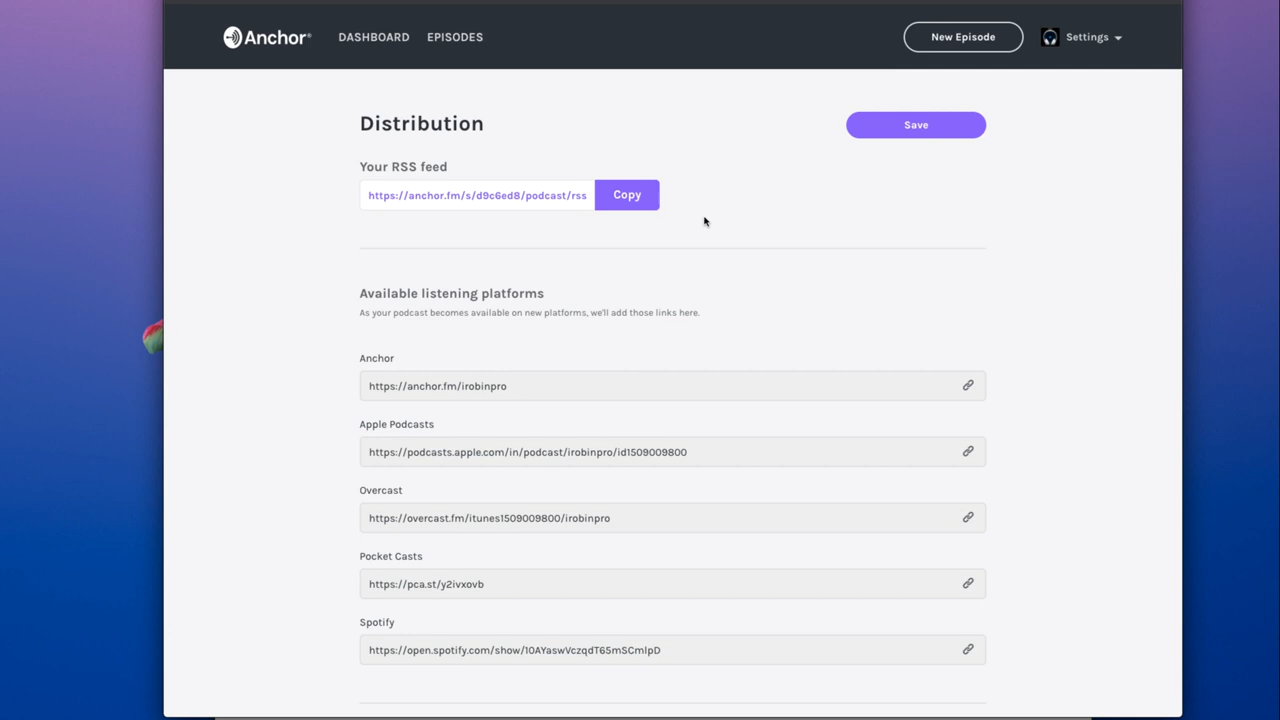 Anchor®
DASHBOARD
EPISODES
New Episode
Settings
Distribution
Save
Your RSS feed
https://anchor.fm/s/d9c6ed8/podcast/rss
Copy
Available listening platforms
As your podcast becomes available on new platforms, we'll add those links here.
Anchor
https://anchor.fm/irobinpro
Apple Podcasts
https://podcasts.apple.com/in/podcast/irobinpro/id1509009800
Overcast
https://overcast.fm/itunes1509009800/irobinpro
Pocket Casts
https://pca.st/y2ivxovb
Spotify
https://open.spotify.com/show/10AYaswVczqdT65mSCmIpD